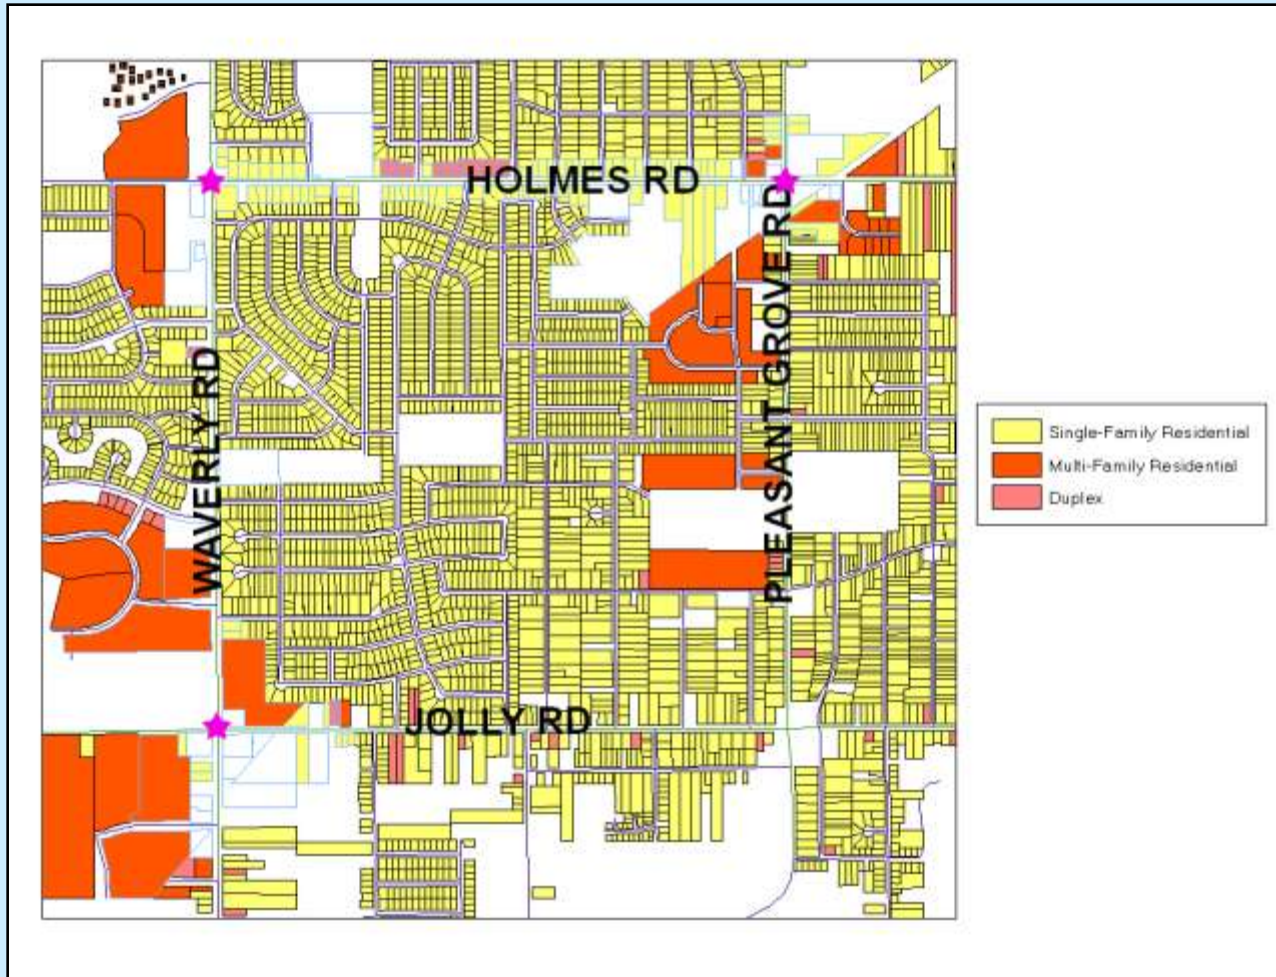 HOLMES RD
WAVERLY RD
PLEASANT GROVE RD
JOLLY RD
Single-Family Residential
Multi-Family Residential
Duplex